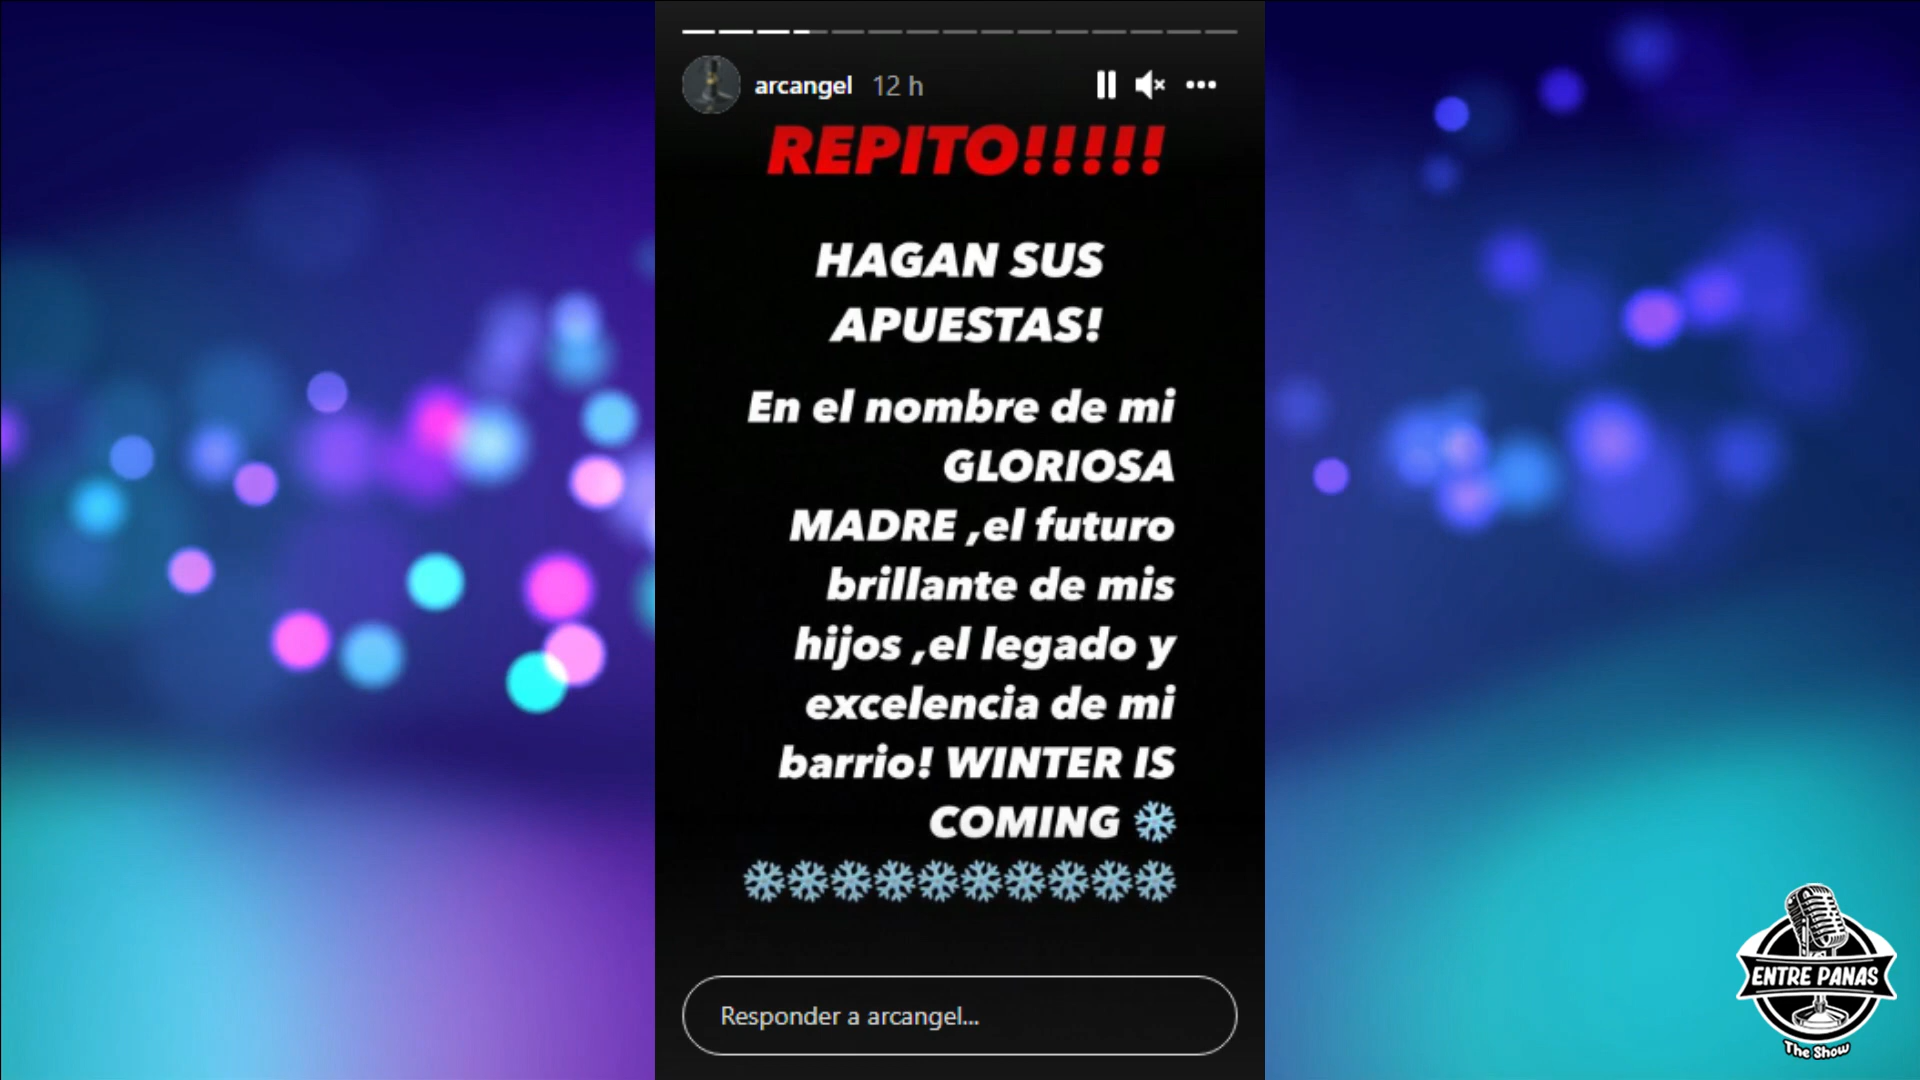 arcangel 12 h
REPITO!!!!!
HAGAN SUS
APUESTAS!
En el nombre de mi
GLORIOSA
MADRE ,el futuro
brillante de mis
hijos ,el legado y
excelencia de mi
barrio! WINTER IS
COMING ❄️
❄️❄️❄️❄️❄️❄️❄️❄️❄️❄️
Responder a arcangel...
ENTRE PANAS
The Show